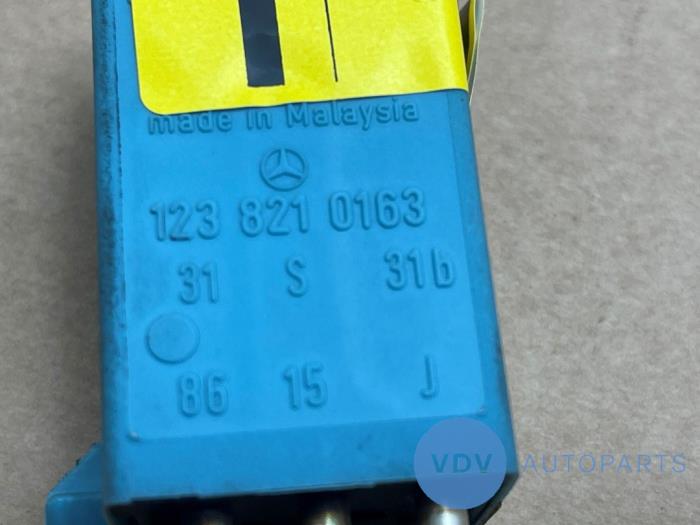 made in Malaysia
123 821 0163
31 S 31b
86 15 J
VDV AUTOPARTS